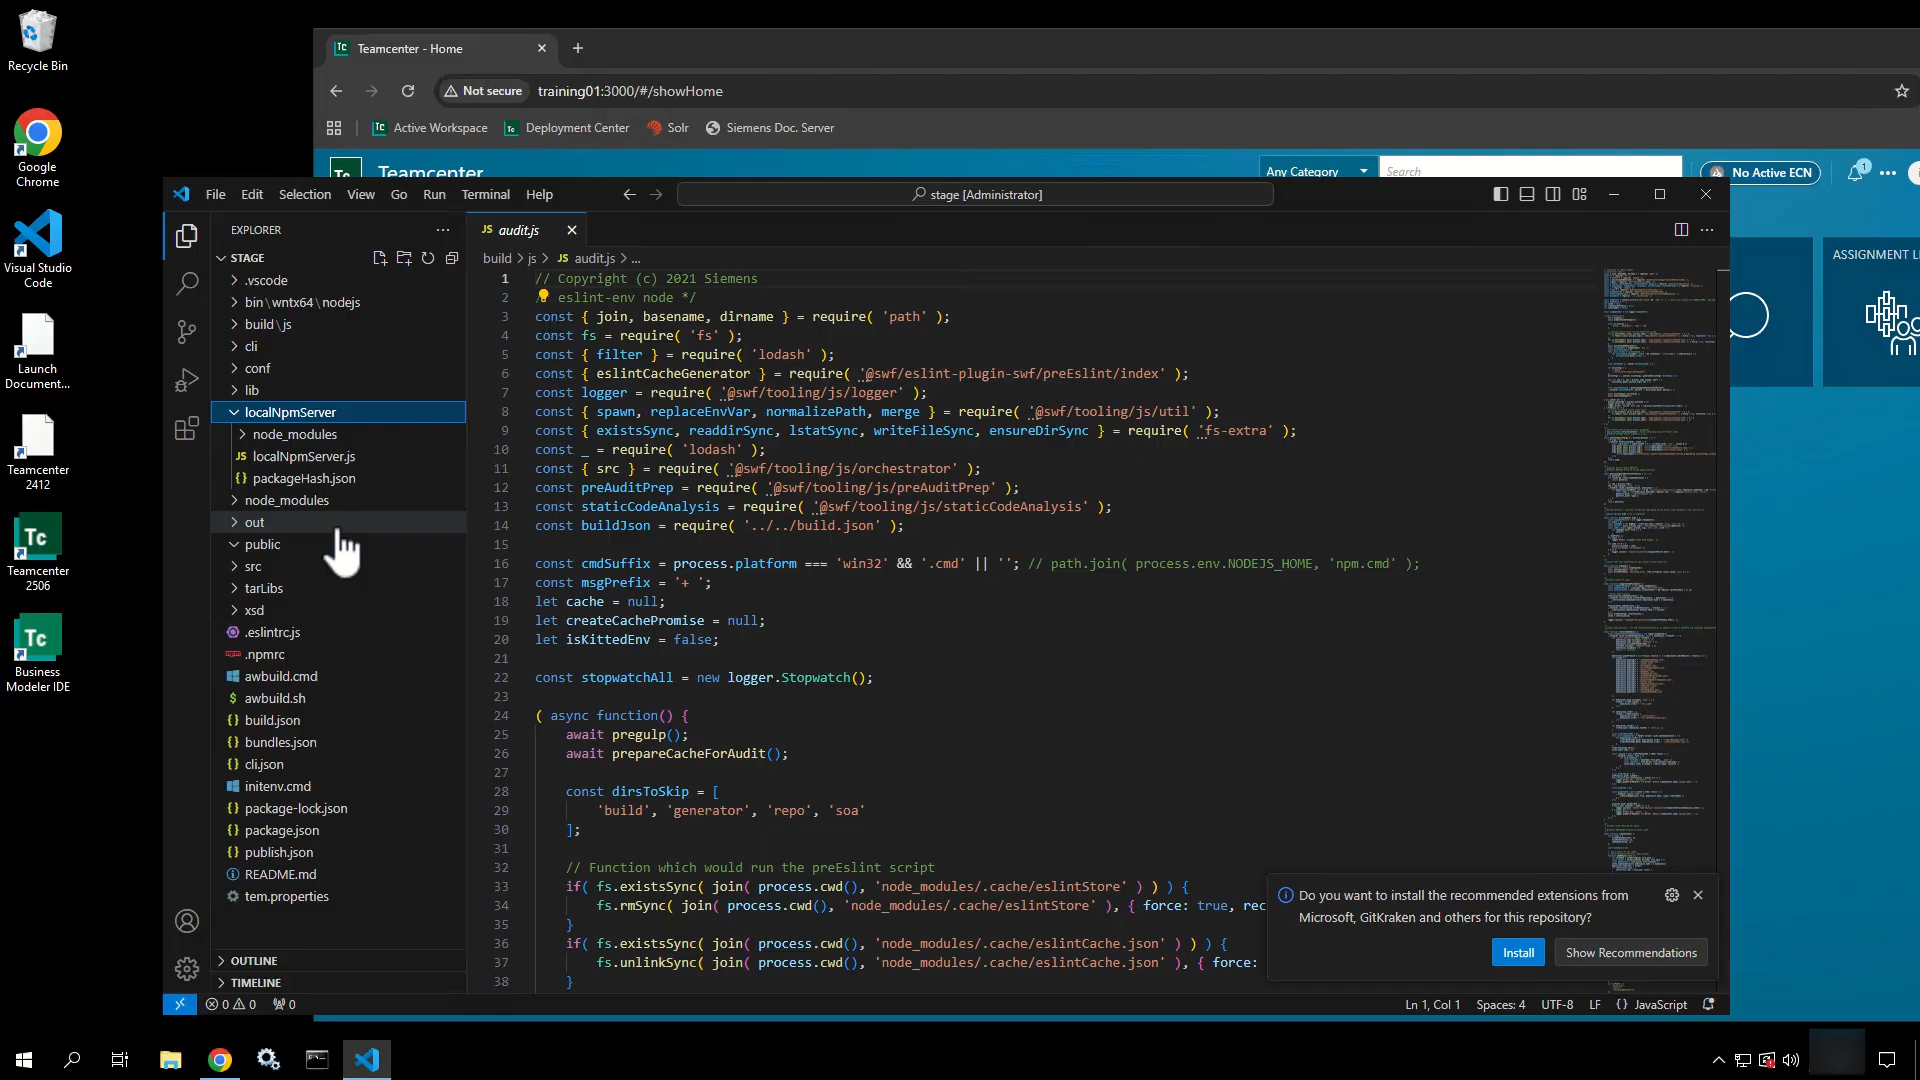 Recycle Bin
Google
Chrome
Visual Studio
Code
Launch
Document...
Teamcenter
2412
Teamcenter
2506
Business
Modeler IDE
Teamcenter - Home
Not secure
training01:3000/#/showHome
Active Workspace
Deployment Center
Solr
Siemens Doc. Server
Teamcenter
Any Category
Search
No Active ECN
1
ASSIGNMENT LI
File Edit Selection View Go Run Terminal Help
stage [Administrator]
EXPLORER
STAGE
.vscode
bin\wntx64\nodejs
build\js
cli
conf
lib
localNpmServer
node_modules
localNpmServer.js
packageHash.json
node_modules
out
public
src
tarLibs
xsd
.eslintrc.js
.npmrc
awbuild.cmd
awbuild.sh
build.json
bundles.json
cli.json
initenv.cmd
package-lock.json
package.json
publish.json
README.md
tem.properties
OUTLINE
TIMELINE
JS audit.js
build > js > JS audit.js > ...
1 // Copyright (c) 2021 Siemens
2 eslint-env node */
3 const { join, basename, dirname } = require( 'path' );
4 const fs = require( 'fs' );
5 const { filter } = require( 'lodash' );
6 const { eslintCacheGenerator } = require( '@swf/eslint-plugin-swf/preEslint/index' );
7 const logger = require( '@swf/tooling/js/logger' );
8 const { spawn, replaceEnvVar, normalizePath, merge } = require( '@swf/tooling/js/util' );
9 const { existsSync, readdirSync, lstatSync, writeFileSync, ensureDirSync } = require( 'fs-extra' );
10 const _ = require( 'lodash' );
11 const { src } = require( '@swf/tooling/js/orchestrator' );
12 const preAuditPrep = require( '@swf/tooling/js/preAuditPrep' );
13 const staticCodeAnalysis = require( '@swf/tooling/js/staticCodeAnalysis' );
14 const buildJson = require( '../../build.json' );
15
16 const cmdSuffix = process.platform === 'win32' && '.cmd' || ''; // path.join( process.env.NODEJS_HOME, 'npm.cmd' );
17 const msgPrefix = '+ ';
18 let cache = null;
19 let createCachePromise = null;
20 let isKittedEnv = false;
21
22 const stopwatchAll = new logger.Stopwatch();
23
24 ( async function() {
25 await pregulp();
26 await prepareCacheForAudit();
27
28 const dirsToSkip = [
29 'build', 'generator', 'repo', 'soa'
30 ];
31
32 // Function which would run the preEslint script
33 if( fs.existsSync( join( process.cwd(), 'node_modules/.cache/eslintStore' ) ) ) {
34 fs.rmSync( join( process.cwd(), 'node_modules/.cache/eslintStore' ), { force: true, rec
35 }
36 if( fs.existsSync( join( process.cwd(), 'node_modules/.cache/eslintCache.json' ) ) ) {
37 fs.unlinkSync( join( process.cwd(), 'node_modules/.cache/eslintCache.json' ), { force:
38 }
Do you want to install the recommended extensions from
Microsoft, GitKraken and others for this repository?
Install
Show Recommendations
0 0 0
Ln 1, Col 1 Spaces: 4 UTF-8 LF {} JavaScript